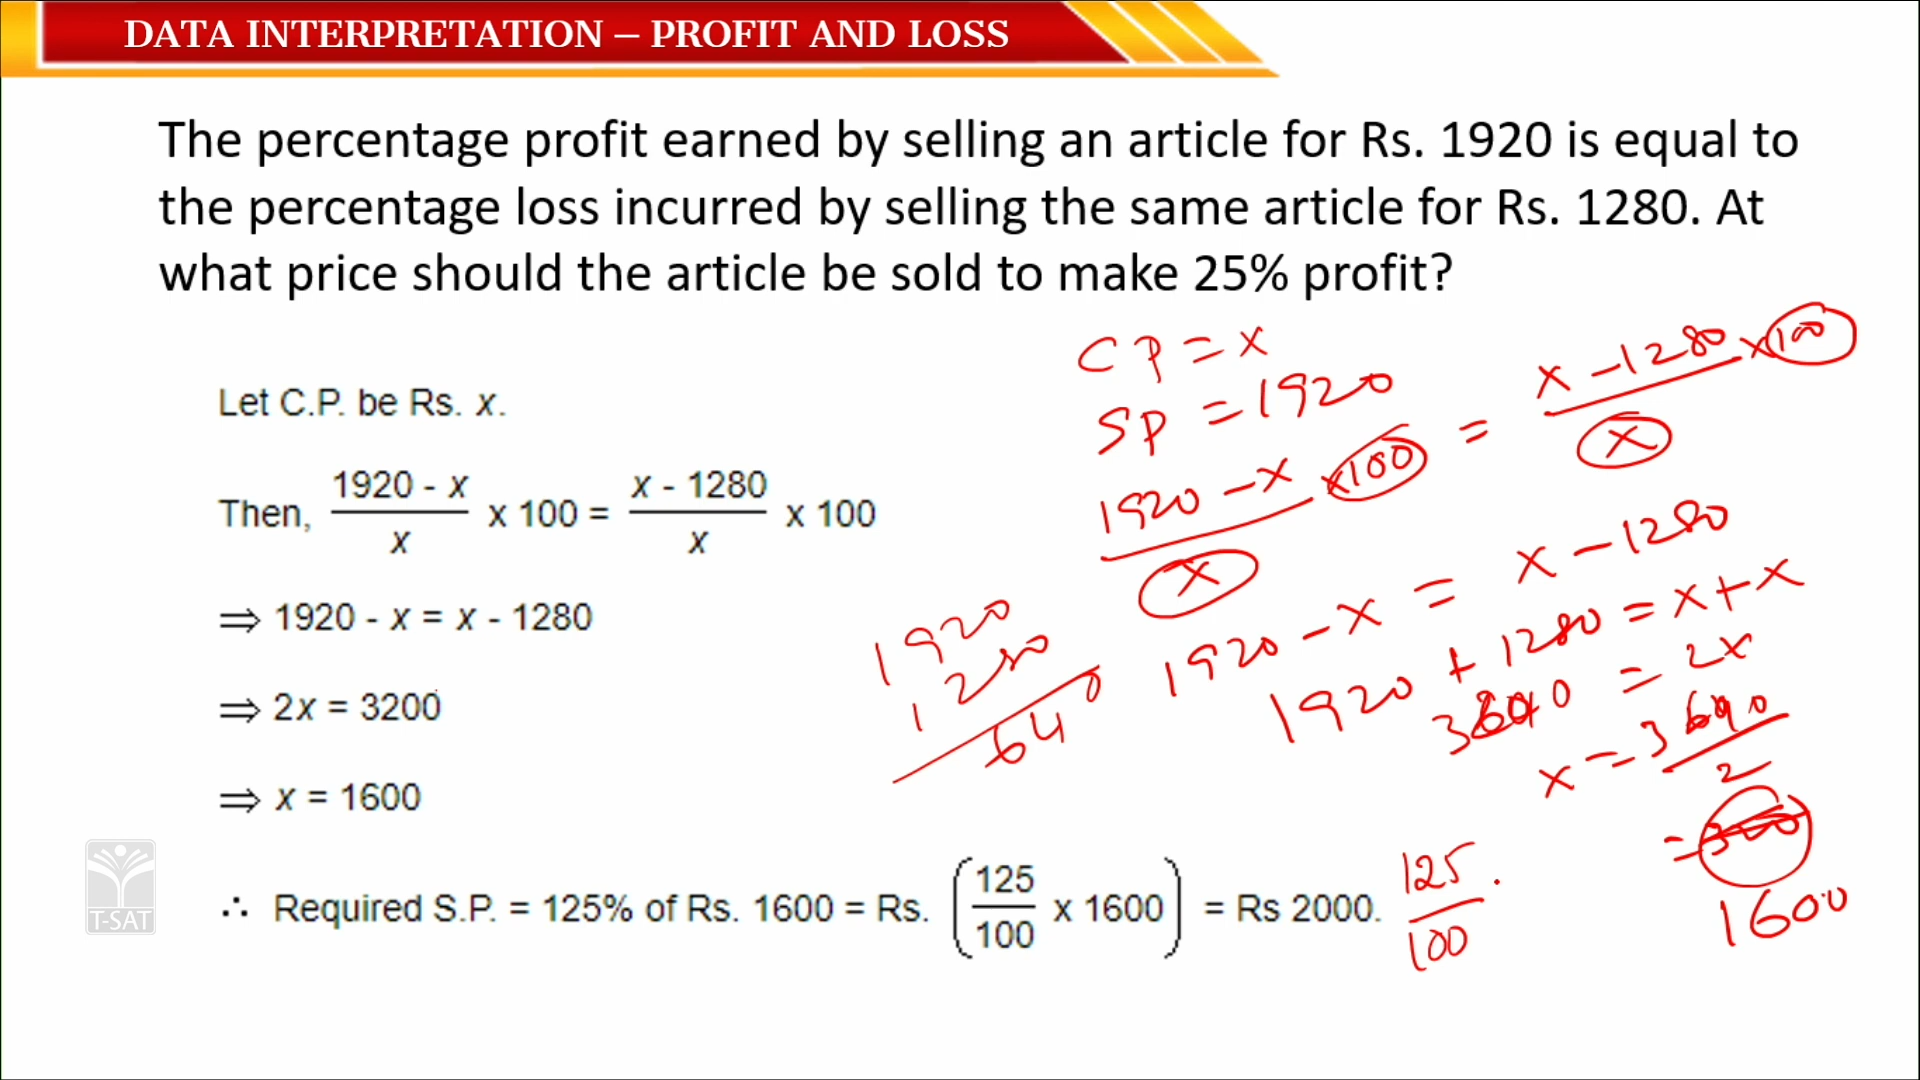 DATA INTERPRETATION – PROFIT AND LOSS
The percentage profit earned by selling an article for Rs. 1920 is equal to
the percentage loss incurred by selling the same article for Rs. 1280. At
what price should the article be sold to make 25% profit?
Let C.P. be Rs. x.
Then, (1920 - x)/x x 100 = (x - 1280)/x x 100
⇒ 1920 - x = x - 1280
⇒ 2x = 3200
⇒ x = 1600
∴ Required S.P. = 125% of Rs. 1600 = Rs. (125/100 x 1600) = Rs 2000.
CP = x
SP = 1920
(1920 - x)/x x 100 = (x - 1280)/x x 100
1920 - x = x - 1280
1920 + 1280 = x + x
= 2x
x =
2
1600
1920
1280
640
125/100
T-SAT